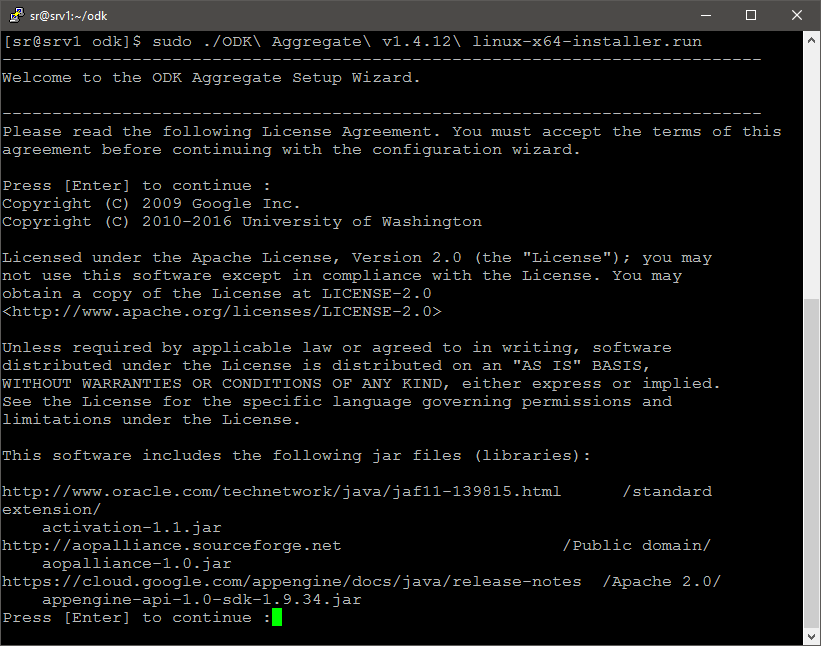 sr@srv1:~/odk
[sr@srv1 odk]$ sudo ./ODK\ Aggregate\ v1.4.12\ linux-x64-installer.run
----------------------------------------------------------------------------
Welcome to the ODK Aggregate Setup Wizard.
----------------------------------------------------------------------------
Please read the following License Agreement. You must accept the terms of this
agreement before continuing with the configuration wizard.
Press [Enter] to continue :
Copyright (C) 2009 Google Inc.
Copyright (C) 2010-2016 University of Washington
Licensed under the Apache License, Version 2.0 (the "License"); you may
not use this software except in compliance with the License. You may
obtain a copy of the License at LICENSE-2.0
<http://www.apache.org/licenses/LICENSE-2.0>
Unless required by applicable law or agreed to in writing, software
distributed under the License is distributed on an "AS IS" BASIS,
WITHOUT WARRANTIES OR CONDITIONS OF ANY KIND, either express or implied.
See the License for the specific language governing permissions and
limitations under the License.
This software includes the following jar files (libraries):
http://www.oracle.com/technetwork/java/jaf11-139815.html      /standard
extension/
    activation-1.1.jar
http://aopalliance.sourceforge.net                      /Public domain/
    aopalliance-1.0.jar
https://cloud.google.com/appengine/docs/java/release-notes  /Apache 2.0/
    appengine-api-1.0-sdk-1.9.34.jar
Press [Enter] to continue :